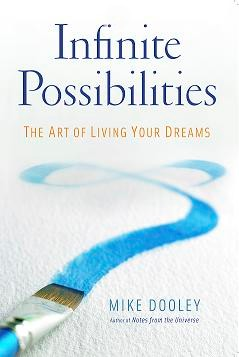 Infinite
Possibilities
THE ART OF LIVING YOUR DREAMS
MIKE DOOLEY
Author of Notes from the Universe